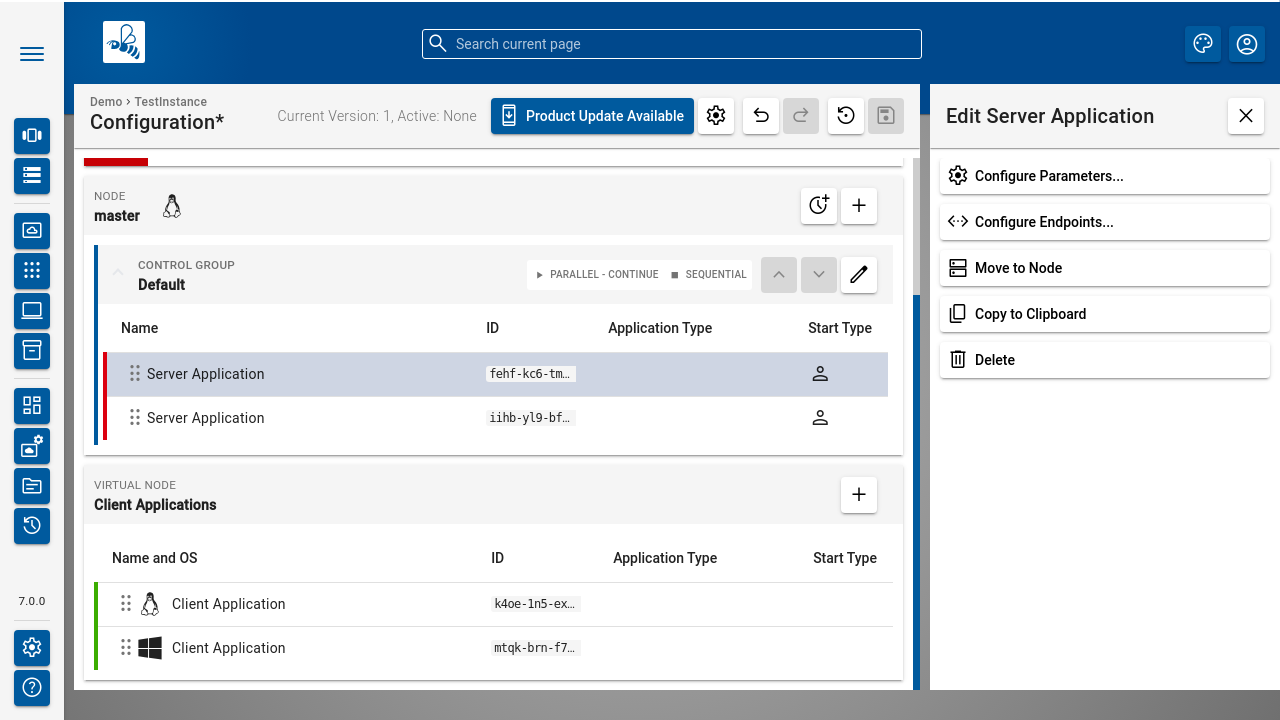 Search current page
Demo › TestInstance
Configuration*
Current Version: 1, Active: None
Product Update Available
Edit Server Application
NODE
master
CONTROL GROUP
Default
PARALLEL - CONTINUE
SEQUENTIAL
Name ID Application Type Start Type
Server Application fehf-kc6-tm…
Server Application iihb-yl9-bf…
VIRTUAL NODE
Client Applications
Name and OS ID Application Type Start Type
Client Application k4oe-1n5-ex…
Client Application mtqk-brn-f7…
Configure Parameters...
Configure Endpoints...
Move to Node
Copy to Clipboard
Delete
7.0.0